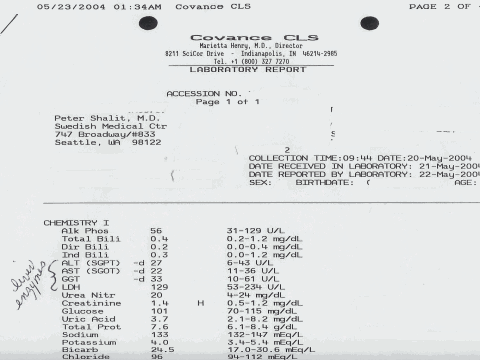 05/23/2004 01:34AM Covance CLS PAGE 2 OF
Covance CLS
Marietta Henry, M.D., Director
8211 SciCor Drive - Indianapolis, IN 46214-2985
Tel. +1 (800) 327 7270
LABORATORY REPORT
ACCESSION NO.
Page 1 of 1
Peter Shalit, M.D.
Swedish Medical Ctr
747 Broadway/#833
Seattle, WA 98122
2
COLLECTION TIME:09:44 DATE:20-May-2004
DATE RECEIVED IN LABORATORY: 21-May-2004
DATE REPORTED BY LABORATORY: 22-May-2004
SEX: BIRTHDATE: ( AGE:
CHEMISTRY I
Alk Phos 56 31-129 U/L
Total Bili 0.4 0.2-1.2 mg/dL
Dir Bili 0.2 0.0-0.4 mg/dL
Ind Bili 0.3 0.0-1.2 mg/dL
liver enzymes
ALT (SGPT) -d 27 6-43 U/L
AST (SGOT) -d 22 11-36 U/L
GGT -d 33 10-61 U/L
LDH 129 53-234 U/L
Urea Nitr 20 4-24 mg/dL
Creatinine 1.4 H 0.5-1.2 mg/dL
Glucose 101 70-115 mg/dL
Uric Acid 3.7 2.1-8.2 mg/dL
Total Prot 7.6 6.1-8.4 g/dL
Sodium 133 132-147 mEq/L
Potassium 4.0 3.4-5.4 mEq/L
Bicarb 24.5 17.0-30.6 mEq/L
Chloride 96 94-112 mEq/L